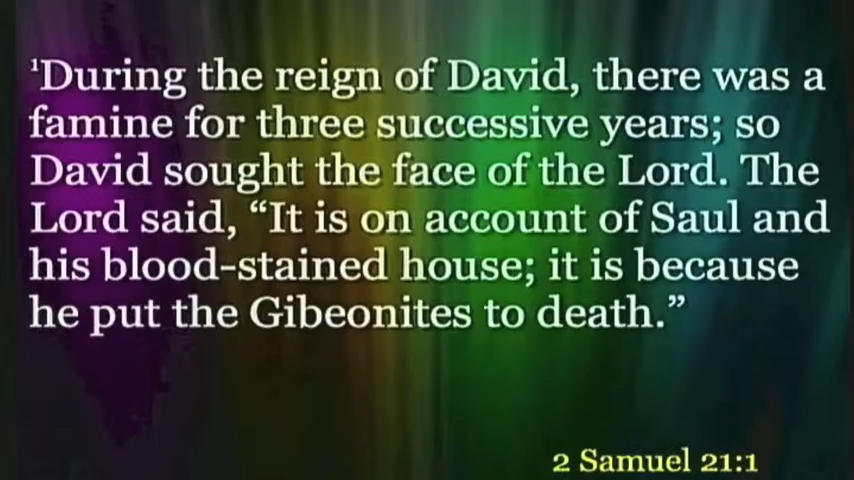 ¹During the reign of David, there was a
famine for three successive years; so
David sought the face of the Lord. The
Lord said, “It is on account of Saul and
his blood-stained house; it is because
he put the Gibeonites to death.”
2 Samuel 21:1